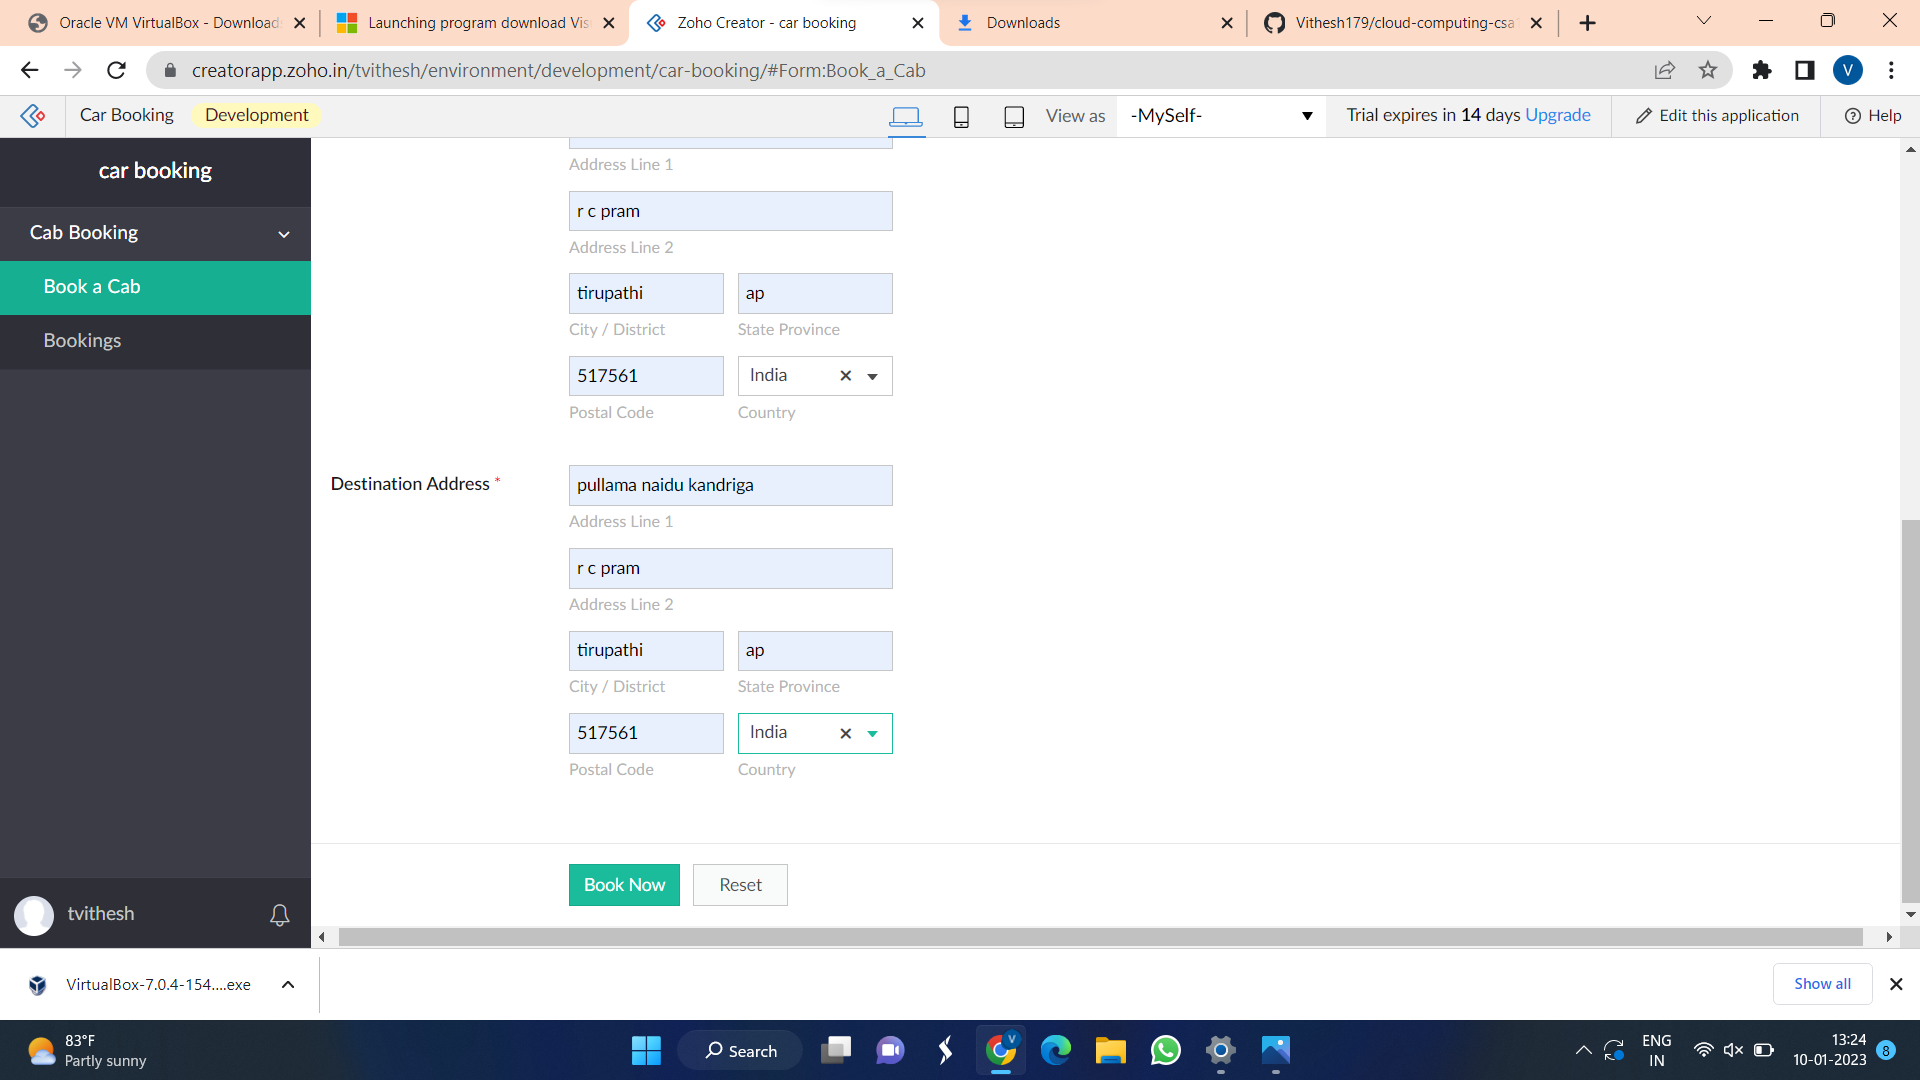 Oracle VM VirtualBox - Download
Launching program download Vis
Zoho Creator - car booking
Downloads
Vithesh179/cloud-computing-csa
creatorapp.zoho.in/tvithesh/environment/development/car-booking/#Form:Book_a_Cab
V
Car Booking
Development
View as
-MySelf-
Trial expires in 14 days Upgrade
Edit this application
Help
car booking
Cab Booking
Book a Cab
Bookings
Address Line 1
r c pram
Address Line 2
tirupathi
ap
City / District
State Province
517561
India
Postal Code
Country
Destination Address *
pullama naidu kandriga
Address Line 1
r c pram
Address Line 2
tirupathi
ap
City / District
State Province
517561
India
Postal Code
Country
Book Now
Reset
tvithesh
VirtualBox-7.0.4-154....exe
Show all
83°F
Partly sunny
Search
V
ENG
IN
13:24
10-01-2023
8